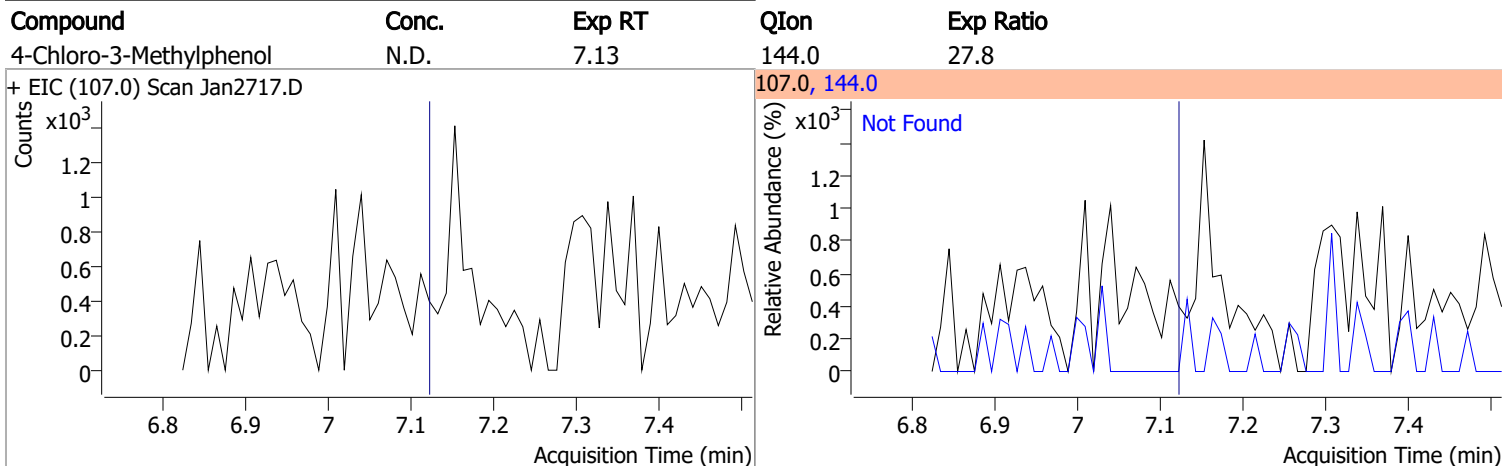 Compound Conc. Exp RT QIon Exp Ratio
4-Chloro-3-Methylphenol N.D. 7.13 144.0 27.8
+ EIC (107.0) Scan Jan2717.D
Counts
x10³
1.2
1
0.8
0.6
0.4
0.2
0
6.8 6.9 7 7.1 7.2 7.3 7.4
Acquisition Time (min)
107.0, 144.0
Relative Abundance (%)
x10³
Not Found
1.2
1
0.8
0.6
0.4
0.2
0
6.8 6.9 7 7.1 7.2 7.3 7.4
Acquisition Time (min)